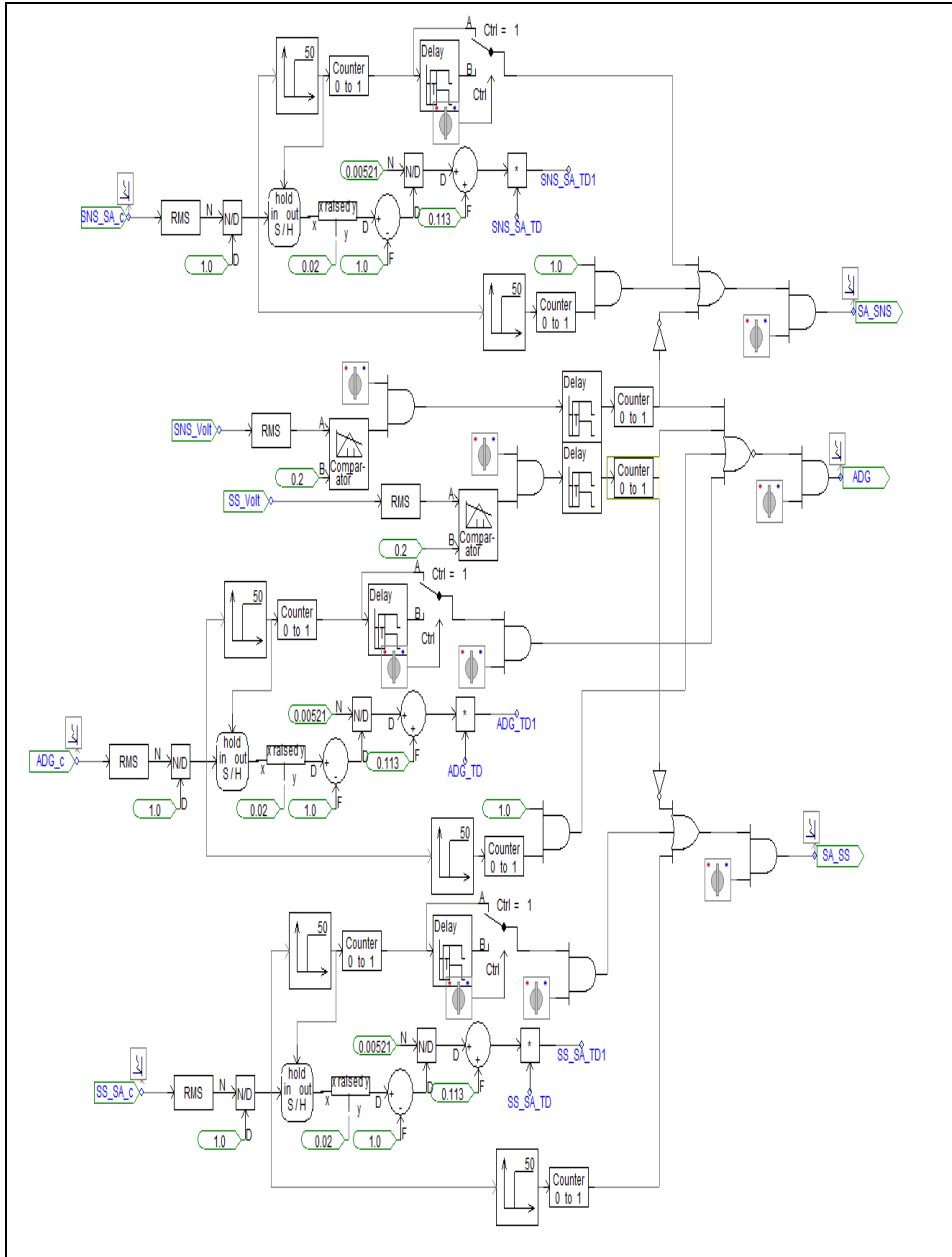 A
Ctrl = 1
50
Delay
Counter
0 to 1
B
T
Ctrl
0.00521
N
N/D
D
+
+
*
SNS_SA_TD1
SNS_SA_c
RMS
N
N/D
hold
in out
S / H
x raised y
x
y
D
+
-
D
0.113
F
SNS_SA_TD
1.0
D
0.02
1.0
F
1.0
50
Counter
0 to 1
SA_SNS
Delay
T
Counter
0 to 1
SNS_Volt
RMS
A
B
Compar-
ator
0.2
Delay
T
Counter
0 to 1
ADG
SS_Volt
RMS
A
B
Compar-
ator
0.2
A
Ctrl = 1
50
Counter
0 to 1
Delay
B
T
Ctrl
0.00521
N
N/D
D
+
+
*
ADG_TD1
ADG_c
RMS
N
N/D
hold
in out
S / H
x raised y
x
y
D
+
-
D
0.113
F
ADG_TD
1.0
D
0.02
1.0
F
1.0
50
Counter
0 to 1
SA_SS
A
Ctrl = 1
50
Counter
0 to 1
Delay
B
T
Ctrl
0.00521
N
N/D
D
+
+
*
SS_SA_TD1
SS_SA_c
RMS
N
N/D
hold
in out
S / H
x raised y
x
y
D
+
-
D
0.113
F
SS_SA_TD
1.0
D
0.02
1.0
F
50
Counter
0 to 1